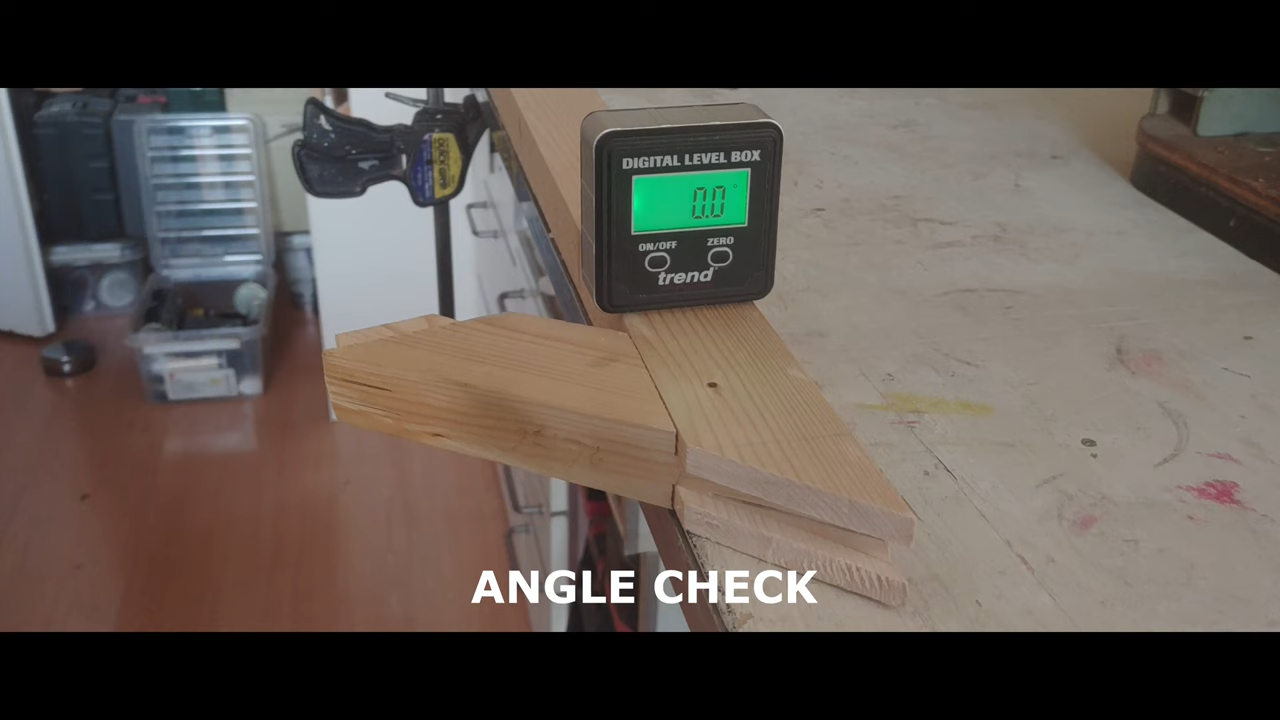 DIGITAL LEVEL BOX
0.0°
ON/OFF ZERO
trend
QUICK-GRIP
ANGLE CHECK